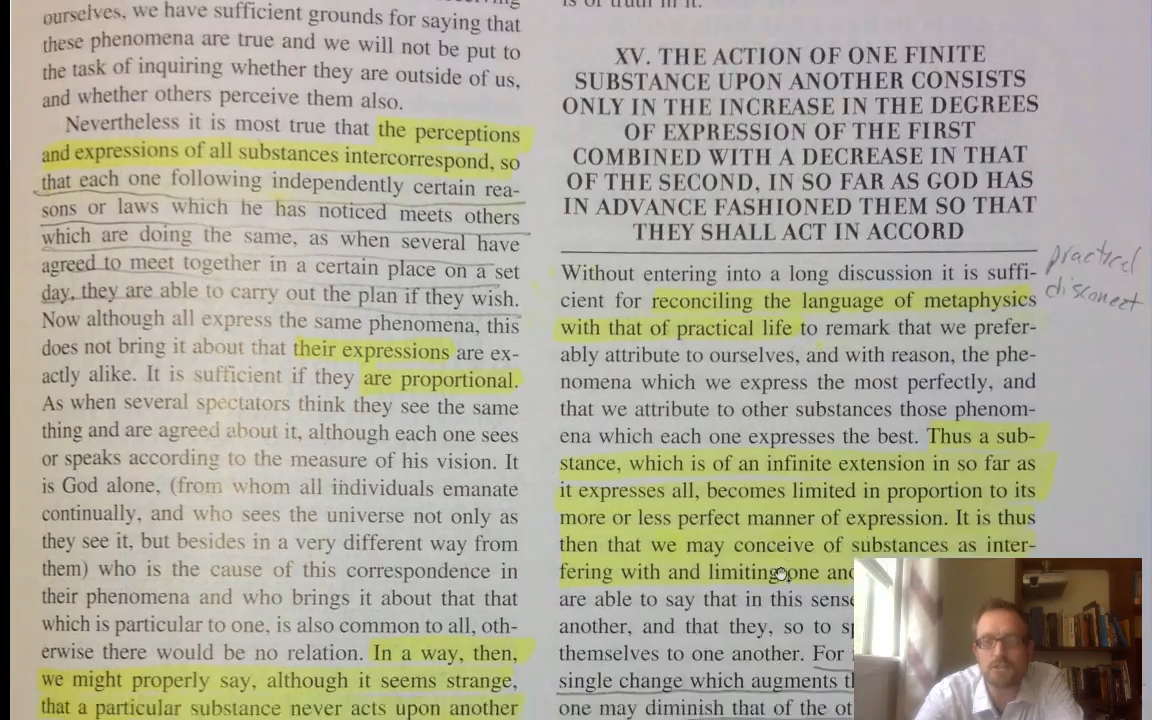 ourselves, we have sufficient grounds for saying that
these phenomena are true and we will not be put to
the task of inquiring whether they are outside of us,
and whether others perceive them also.
Nevertheless it is most true that the perceptions
and expressions of all substances intercorrespond, so
that each one following independently certain rea-
sons or laws which he has noticed meets others
which are doing the same, as when several have
agreed to meet together in a certain place on a set
day, they are able to carry out the plan if they wish.
Now although all express the same phenomena, this
does not bring it about that their expressions are ex-
actly alike. It is sufficient if they are proportional.
As when several spectators think they see the same
thing and are agreed about it, although each one sees
or speaks according to the measure of his vision. It
is God alone, (from whom all individuals emanate
continually, and who sees the universe not only as
they see it, but besides in a very different way from
them) who is the cause of this correspondence in
their phenomena and who brings it about that that
which is particular to one, is also common to all, oth-
erwise there would be no relation. In a way, then,
we might properly say, although it seems strange,
that a particular substance never acts upon another
is of truth in it.
XV. THE ACTION OF ONE FINITE
SUBSTANCE UPON ANOTHER CONSISTS
ONLY IN THE INCREASE IN THE DEGREES
OF EXPRESSION OF THE FIRST
COMBINED WITH A DECREASE IN THAT
OF THE SECOND, IN SO FAR AS GOD HAS
IN ADVANCE FASHIONED THEM SO THAT
THEY SHALL ACT IN ACCORD
Without entering into a long discussion it is suffi-
cient for reconciling the language of metaphysics
with that of practical life to remark that we prefer-
ably attribute to ourselves, and with reason, the phe-
nomena which we express the most perfectly, and
that we attribute to other substances those phenom-
ena which each one expresses the best. Thus a sub-
stance, which is of an infinite extension in so far as
it expresses all, becomes limited in proportion to its
more or less perfect manner of expression. It is thus
then that we may conceive of substances as inter-
fering with and limiting one
are able to say that in this sense
another, and that they, so to
themselves to one another. For
single change which augments
one may diminish that of the
practical
disconect